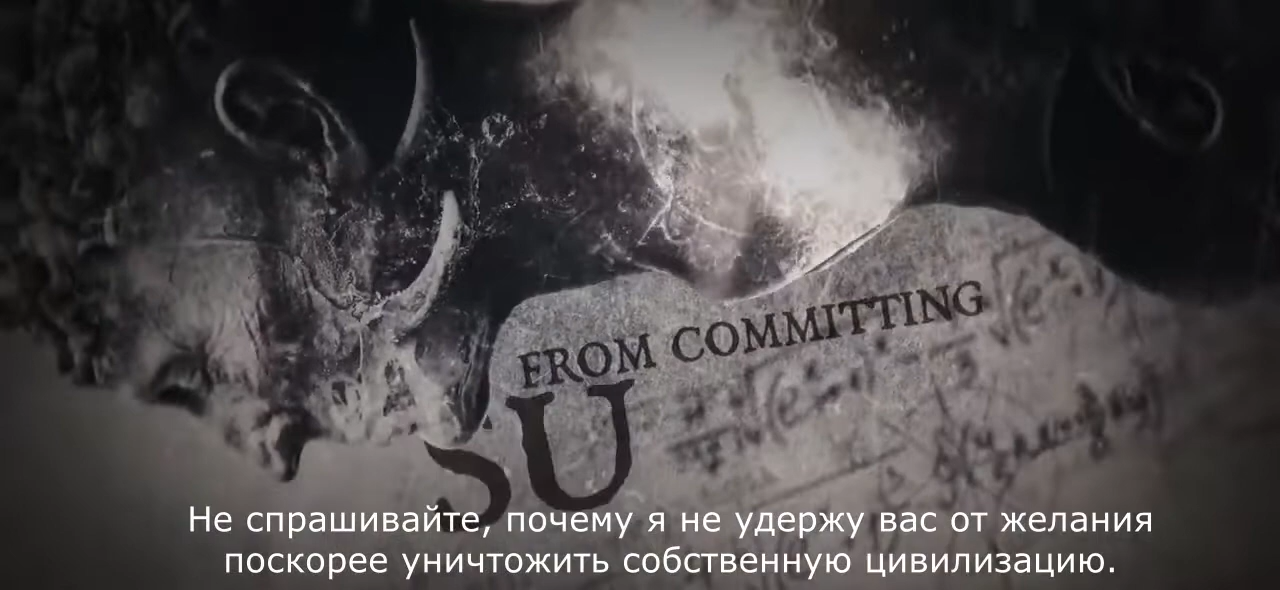 FROM COMMITTING
SU
Не спрашивайте, почему я не удержу вас от желания
поскорее уничтожить собственную цивилизацию.